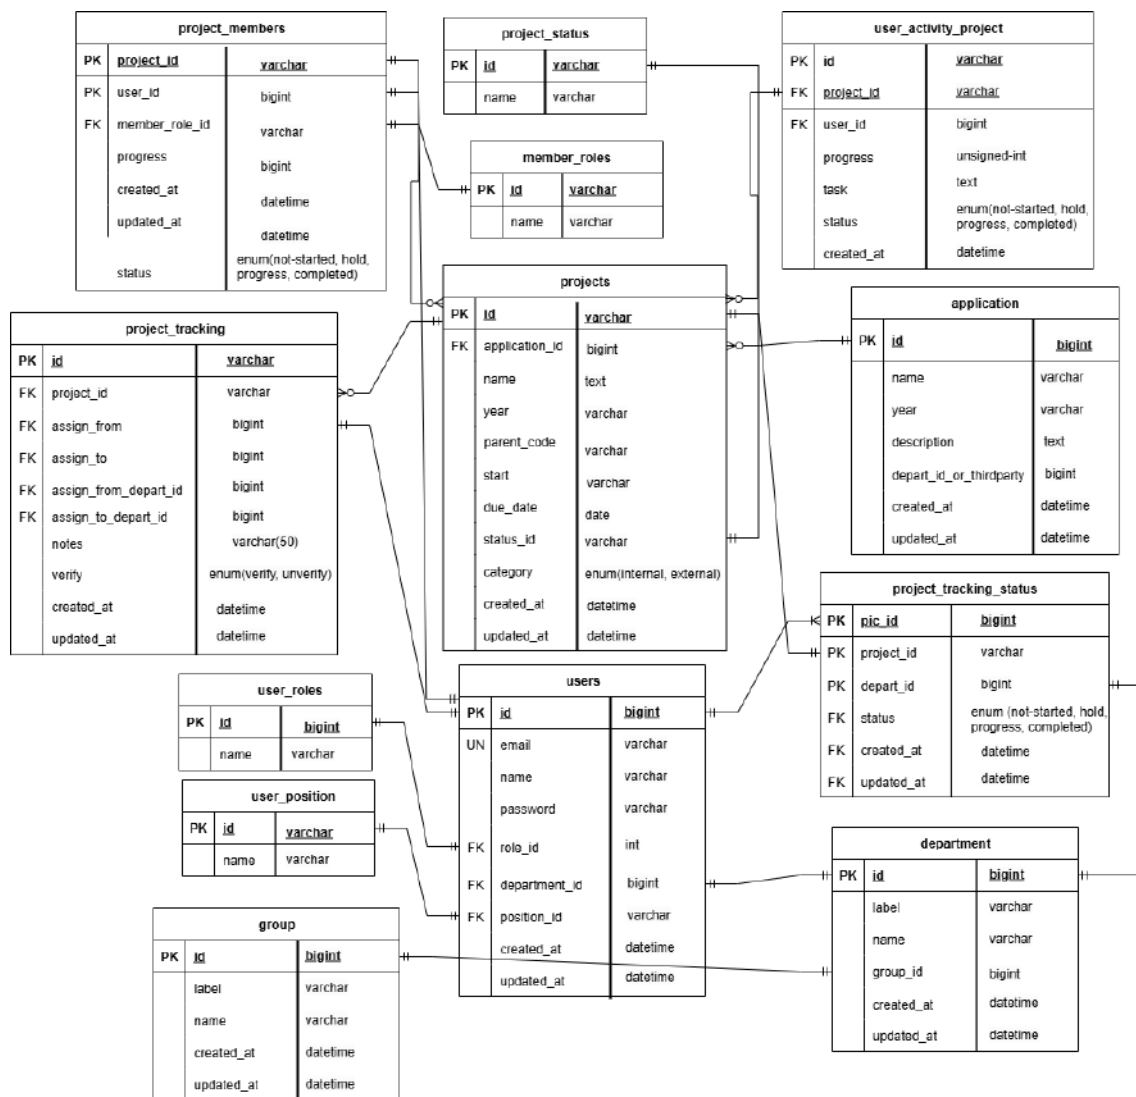 project_members
PK project_id varchar
PK user_id bigint
FK member_role_id varchar
progress bigint
created_at datetime
updated_at datetime
status enum(not-started, hold,
progress, completed)
project_status
PK id varchar
name varchar
user_activity_project
PK id varchar
FK project_id varchar
FK user_id bigint
progress unsigned-int
task text
status enum(not-started, hold,
progress, completed)
created_at datetime
member_roles
PK id varchar
name varchar
projects
PK id varchar
FK application_id bigint
name text
year varchar
parent_code varchar
start varchar
due_date date
status_id varchar
category enum(internal, external)
created_at datetime
updated_at datetime
application
PK id bigint
name varchar
year varchar
description text
depart_id_or_thirdparty bigint
created_at datetime
updated_at datetime
project_tracking
PK id varchar
FK project_id varchar
FK assign_from bigint
FK assign_to bigint
FK assign_from_depart_id bigint
FK assign_to_depart_id bigint
notes varchar(50)
verify enum(verify, unverify)
created_at datetime
updated_at datetime
project_tracking_status
PK pic_id bigint
PK project_id varchar
PK depart_id bigint
FK status enum (not-started, hold,
progress, completed)
FK created_at datetime
FK updated_at datetime
user_roles
PK id bigint
name varchar
users
PK id bigint
UN email varchar
name varchar
password varchar
FK role_id int
FK department_id bigint
FK position_id varchar
created_at datetime
updated_at datetime
user_position
PK id varchar
name varchar
department
PK id bigint
label varchar
name varchar
group_id bigint
created_at datetime
updated_at datetime
group
PK id bigint
label varchar
name varchar
created_at datetime
updated_at datetime